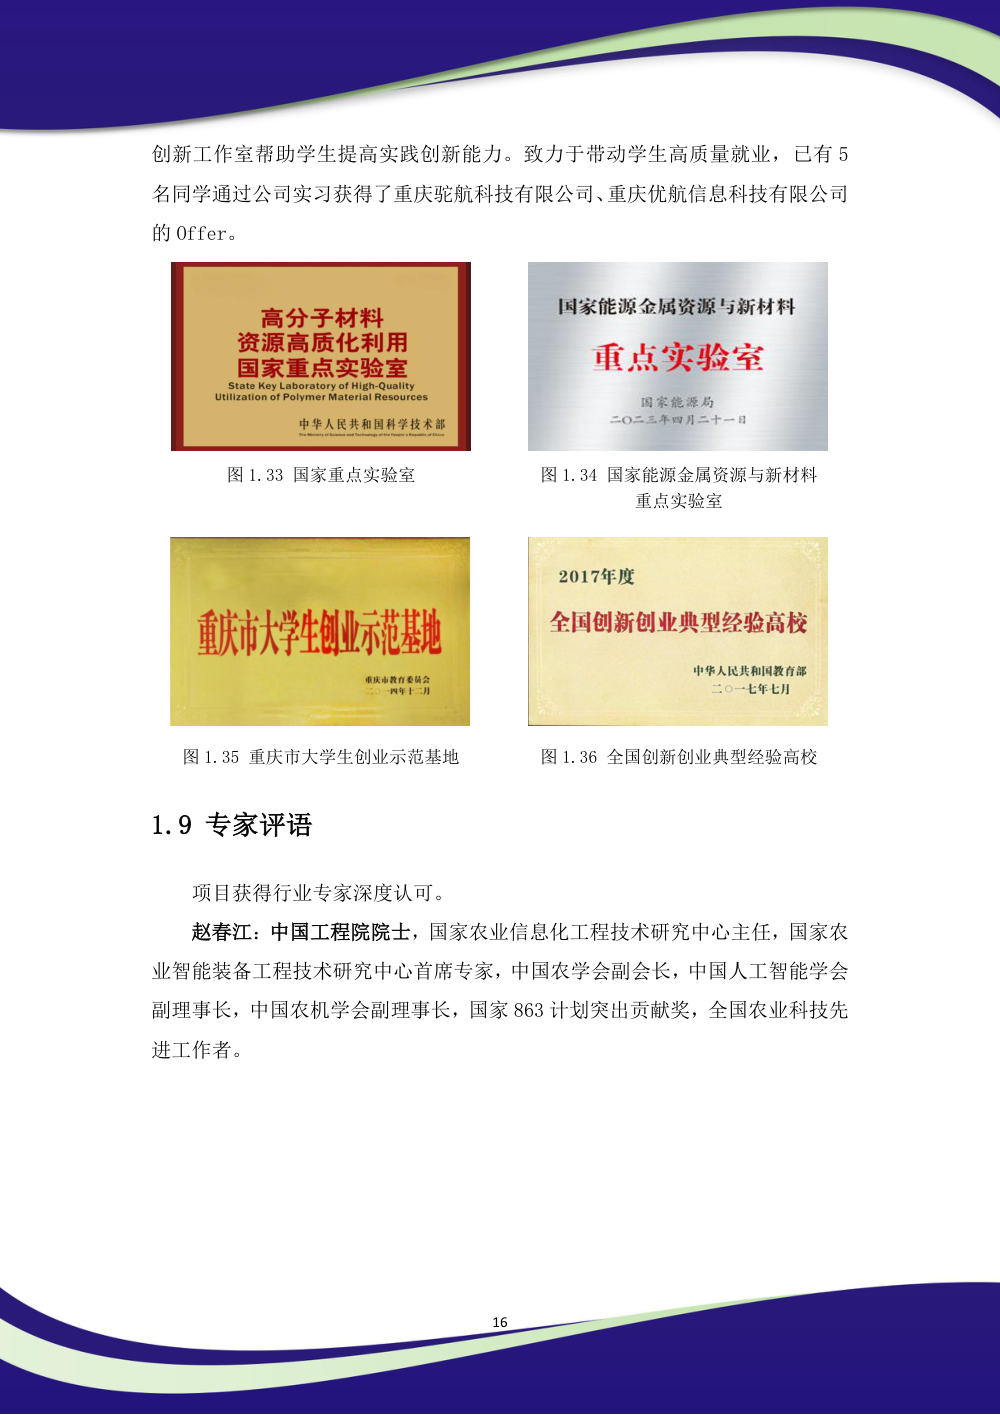 创新工作室帮助学生提高实践创新能力。致力于带动学生高质量就业，已有 5
名同学通过公司实习获得了重庆驼航科技有限公司、重庆优航信息科技有限公司
的 Offer。
高分子材料
资源高质化利用
国家重点实验室
State Key Laboratory of High-Quality
Utilization of Polymer Material Resources
中华人民共和国科学技术部
The Ministry of Science and Technology of the People's Republic of China
国家能源金属资源与新材料
重点实验室
国家能源局
二〇二三年四月二十一日
图 1.33 国家重点实验室
图 1.34 国家能源金属资源与新材料
重点实验室
重庆市大学生创业示范基地
重庆市教育委员会
二〇一四年十二月
2017年度
全国创新创业典型经验高校
中华人民共和国教育部
二〇一七年七月
图 1.35 重庆市大学生创业示范基地
图 1.36 全国创新创业典型经验高校
1.9 专家评语
项目获得行业专家深度认可。
赵春江：中国工程院院士，国家农业信息化工程技术研究中心主任，国家农
业智能装备工程技术研究中心首席专家，中国农学会副会长，中国人工智能学会
副理事长，中国农机学会副理事长，国家 863 计划突出贡献奖，全国农业科技先
进工作者。
16